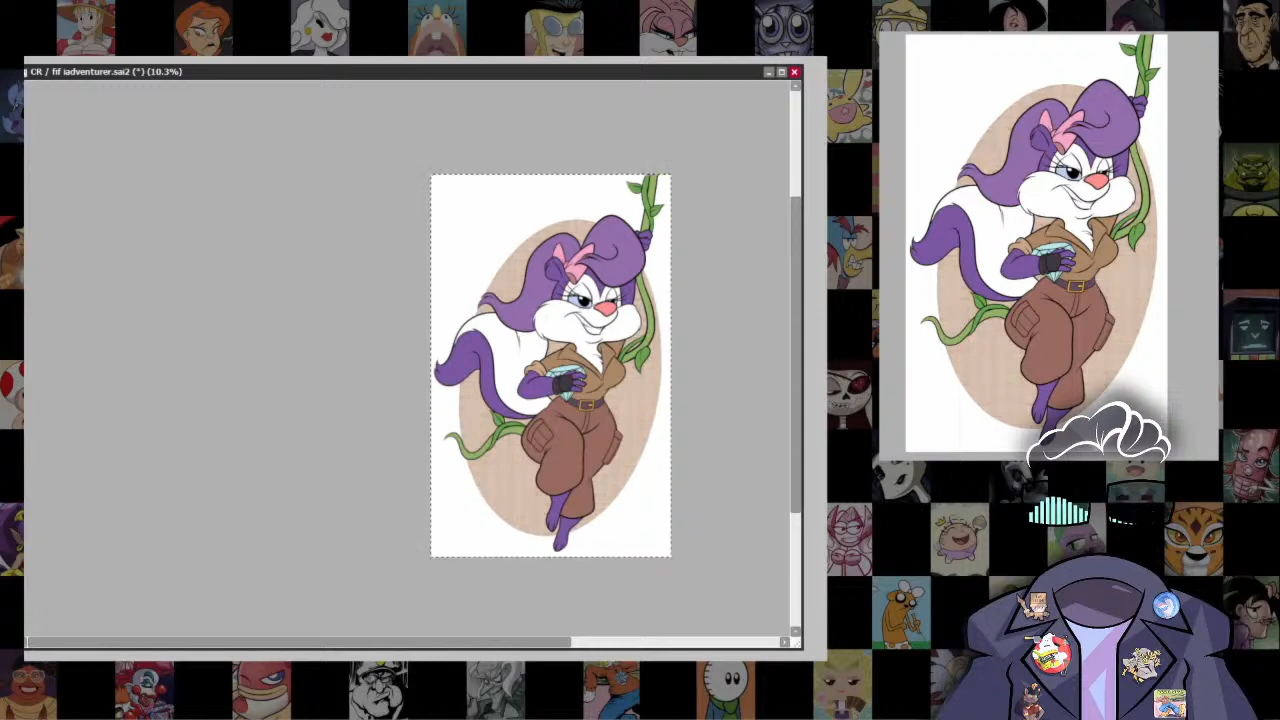 CR / fif iadventurer.sai2 (*) (10.3%)